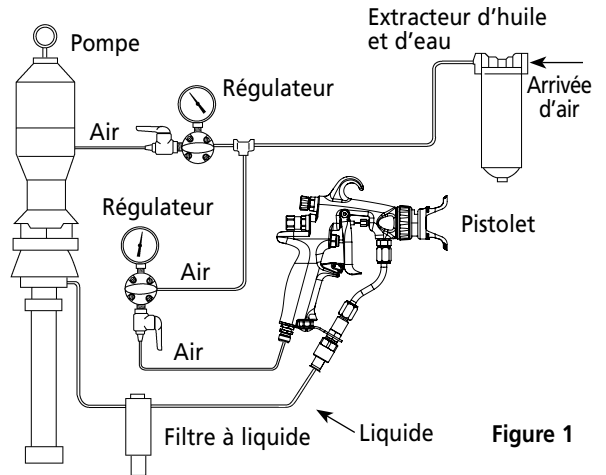 Extracteur d'huile
et d'eau
Pompe
Régulateur
Arrivée
d'air
Air
Régulateur
Pistolet
Air
Air
Filtre à liquide
Liquide
Figure 1